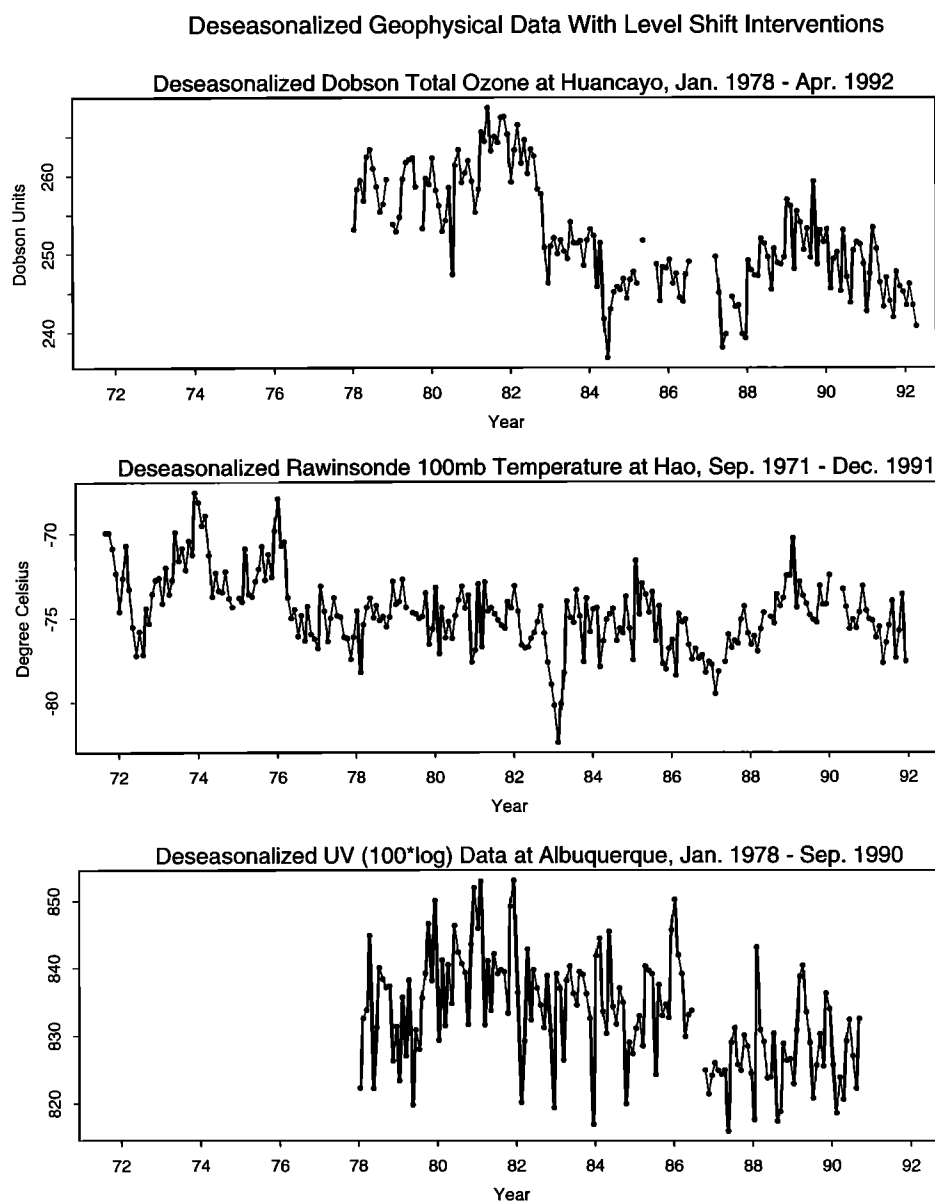 Deseasonalized Geophysical Data With Level Shift Interventions
Deseasonalized Dobson Total Ozone at Huancayo, Jan. 1978 - Apr. 1992
260
250
240
Dobson Units
72 74 76 78 80 82 84 86 88 90 92
Year
Deseasonalized Rawinsonde 100mb Temperature at Hao, Sep. 1971 - Dec. 1991
-70
-75
-80
Degree Celsius
72 74 76 78 80 82 84 86 88 90 92
Year
Deseasonalized UV (100*log) Data at Albuquerque, Jan. 1978 - Sep. 1990
850
840
830
820
72 74 76 78 80 82 84 86 88 90 92
Year